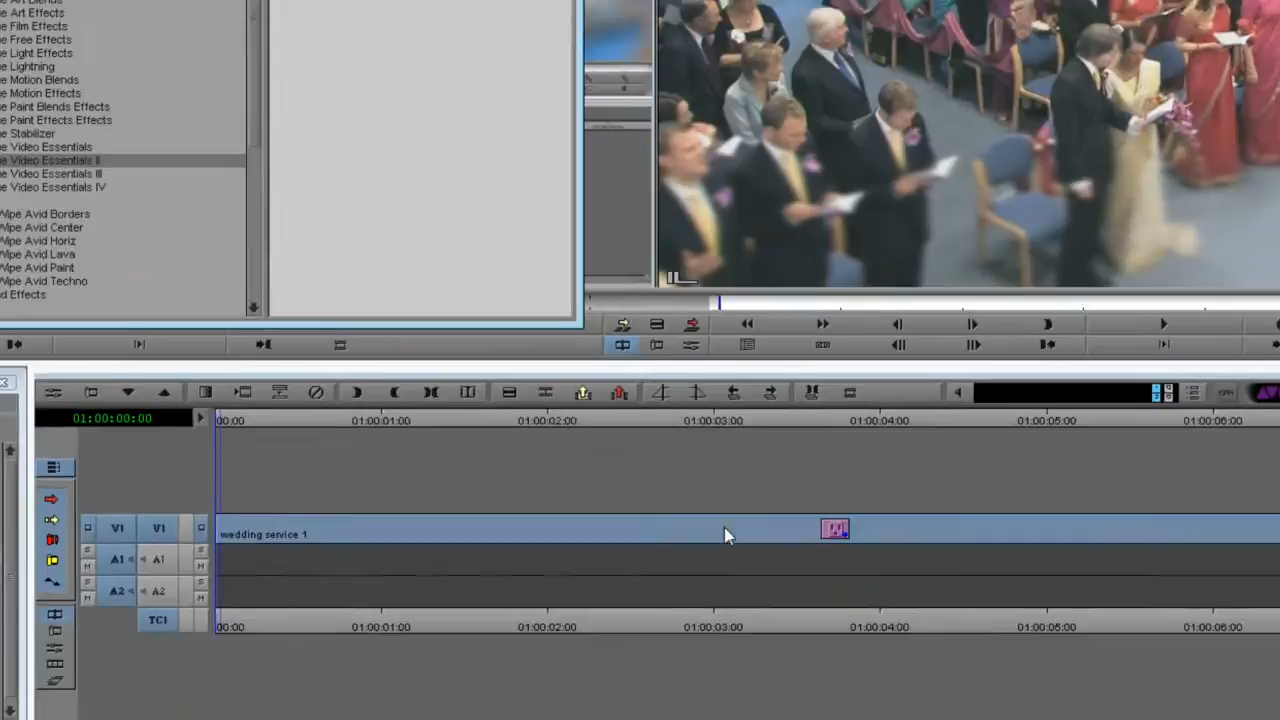 e Art Effects
e Film Effects
e Free Effects
e Light Effects
e Lightning
e Motion Blends
e Motion Effects
e Paint Blends Effects
e Paint Effects Effects
e Stabilizer
e Video Essentials
e Video Essentials II
e Video Essentials III
e Video Essentials IV
Wipe Avid Borders
Wipe Avid Center
Wipe Avid Horiz
Wipe Avid Lava
Wipe Avid Paint
Wipe Avid Techno
d Effects
01:00:00:00
00:00
01:00:01:00
01:00:02:00
01:00:03:00
01:00:04:00
01:00:05:00
01:00:06:00
V1
V1
wedding service 1
S
M
A1
A1
S
M
S
M
A2
A2
S
M
TC1
00:00
01:00:01:00
01:00:02:00
01:00:03:00
01:00:04:00
01:00:05:00
01:00:06:00